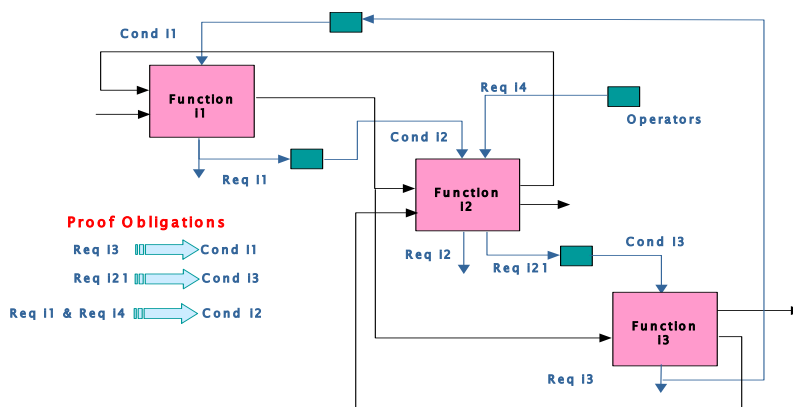 Cond I1
Function
I1
Req I4
Operators
Cond I2
Req I1
Function
I2
Proof Obligations
Req I3
Cond I1
Req I2
Req I21
Cond I3
Req I21
Cond I3
Req I1 & Req I4
Cond I2
Function
I3
Req I3